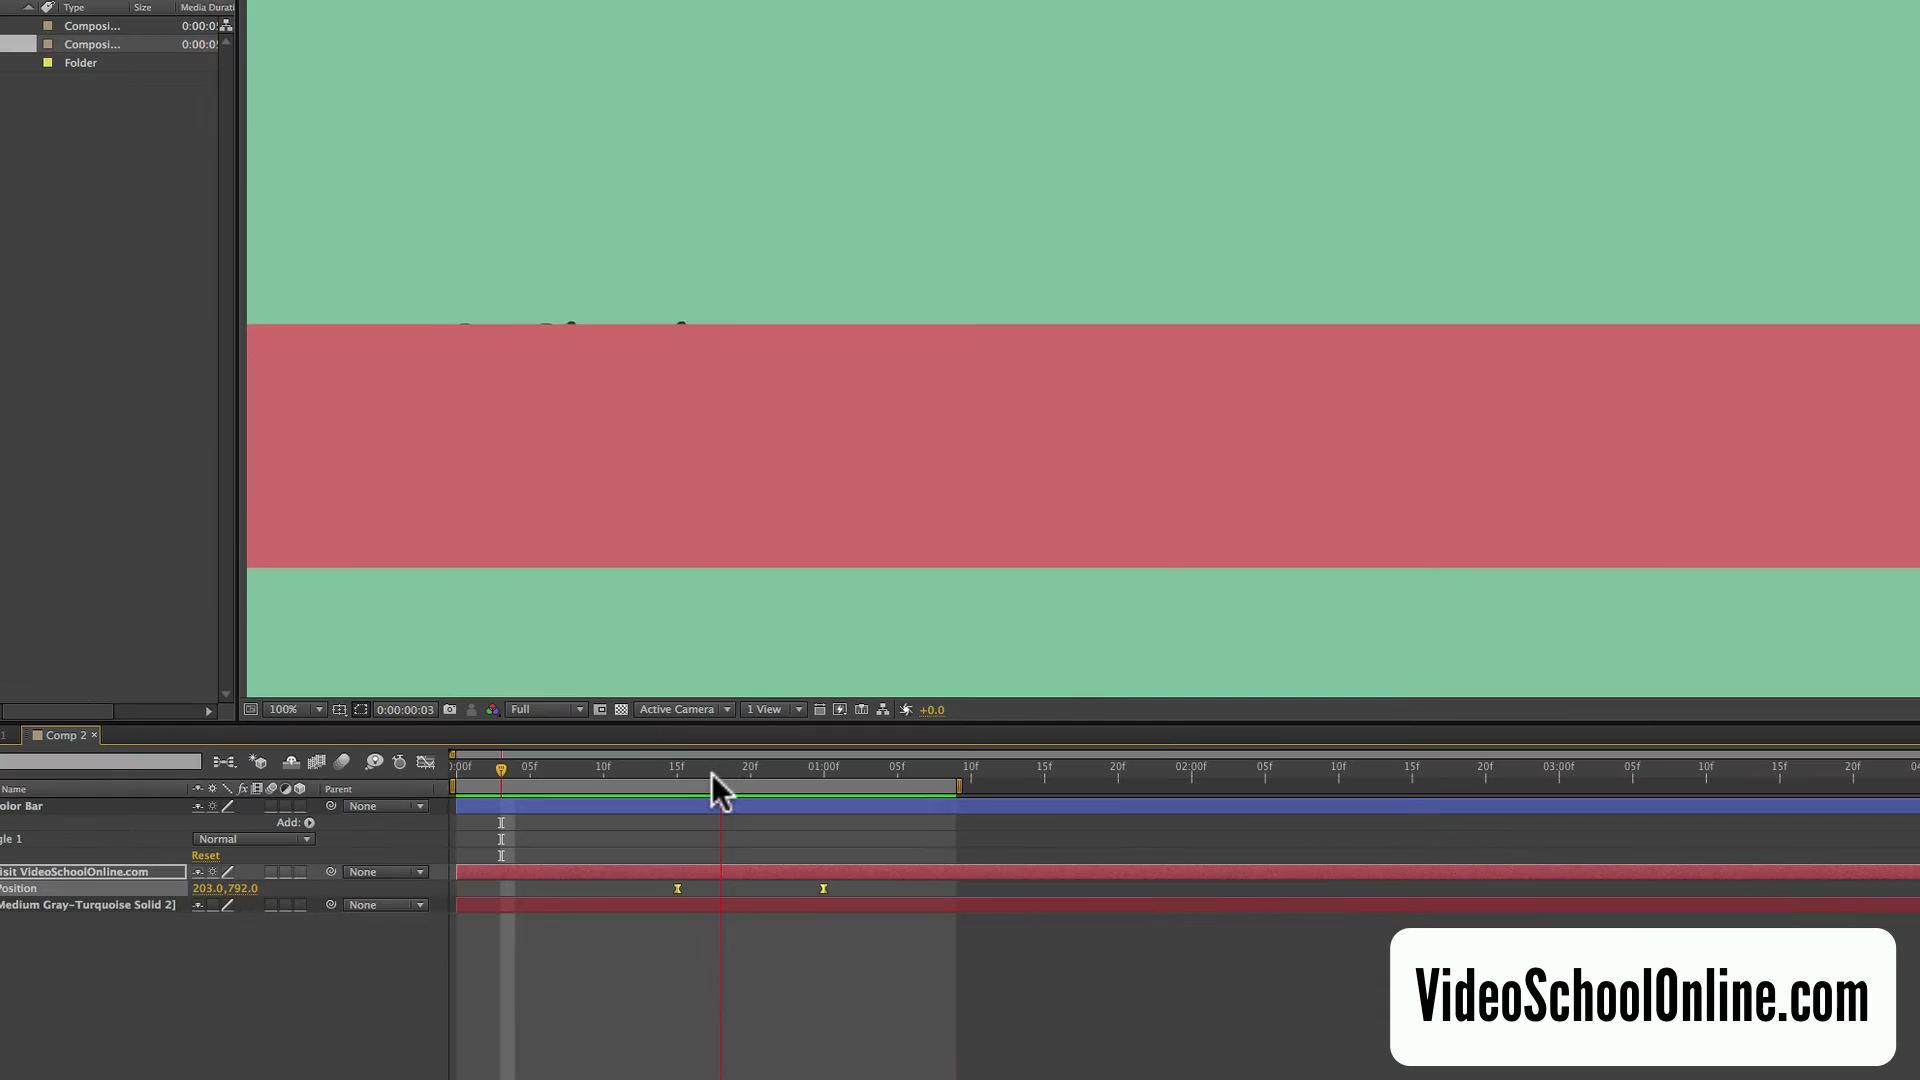 Type Size Media Durati
Composi... 0:00:0
Composi... 0:00:0
Folder
100% 0:00:00:03 Full Active Camera 1 View +0.0
1 Comp 2 ×
:00f 05f 10f 15f 20f 01:00f 05f 10f 15f 20f 02:00f 05f 10f 15f 20f 03:00f 05f 10f 15f 20f 04
Name fx Parent
olor Bar None
Add:
gle 1 Normal
Reset
isit VideoSchoolOnline.com None
Position 203.0,792.0
Medium Gray-Turquoise Solid 2] None
VideoSchoolOnline.com